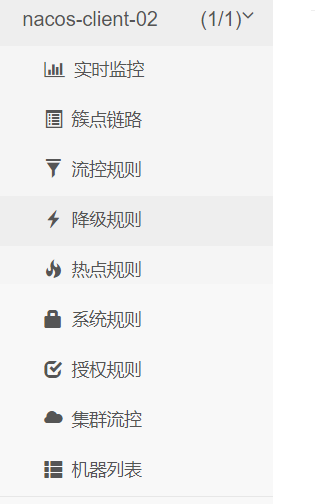 nacos-client-02 (1/1)
实时监控
簇点链路
流控规则
降级规则
热点规则
系统规则
授权规则
集群流控
机器列表